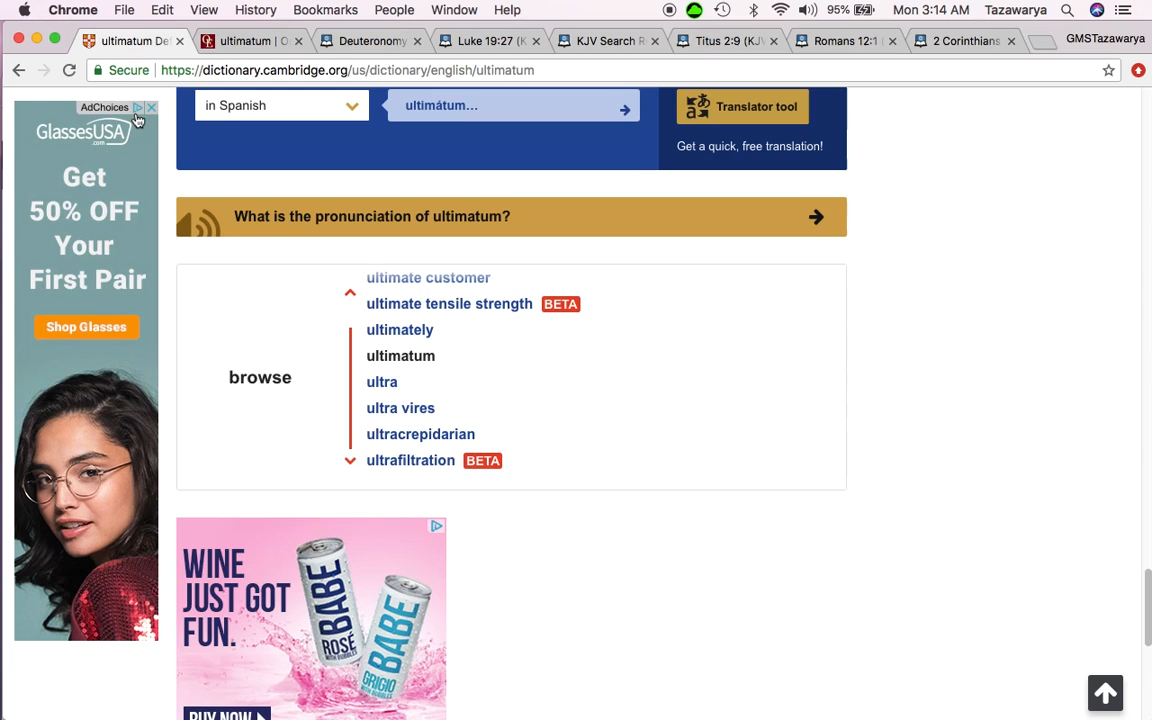 Chrome File Edit View History Bookmarks People Window Help 95% Mon 3:14 AM Tazawarya
ultimatum De ultimatum | O Deuteronomy Luke 19:27 (K KJV Search R Titus 2:9 (KJV Romans 12:1 ( 2 Corinthians GMSTazawarya
Secure https://dictionary.cambridge.org/us/dictionary/english/ultimatum
AdChoices
in Spanish ultimátum… Translator tool
Get a quick, free translation!
GlassesUSA
.com
Get
50% OFF
Your
First Pair
Shop Glasses
What is the pronunciation of ultimatum?
browse
ultimate customer
ultimate tensile strength BETA
ultimately
ultimatum
ultra
ultra vires
ultracrepidarian
ultrafiltration BETA
WINE
JUST GOT
FUN.
BUY NOW
BABE
ROSÉ
WITH BUBBLES
BABE
GRIGIO
WITH BUBBLES